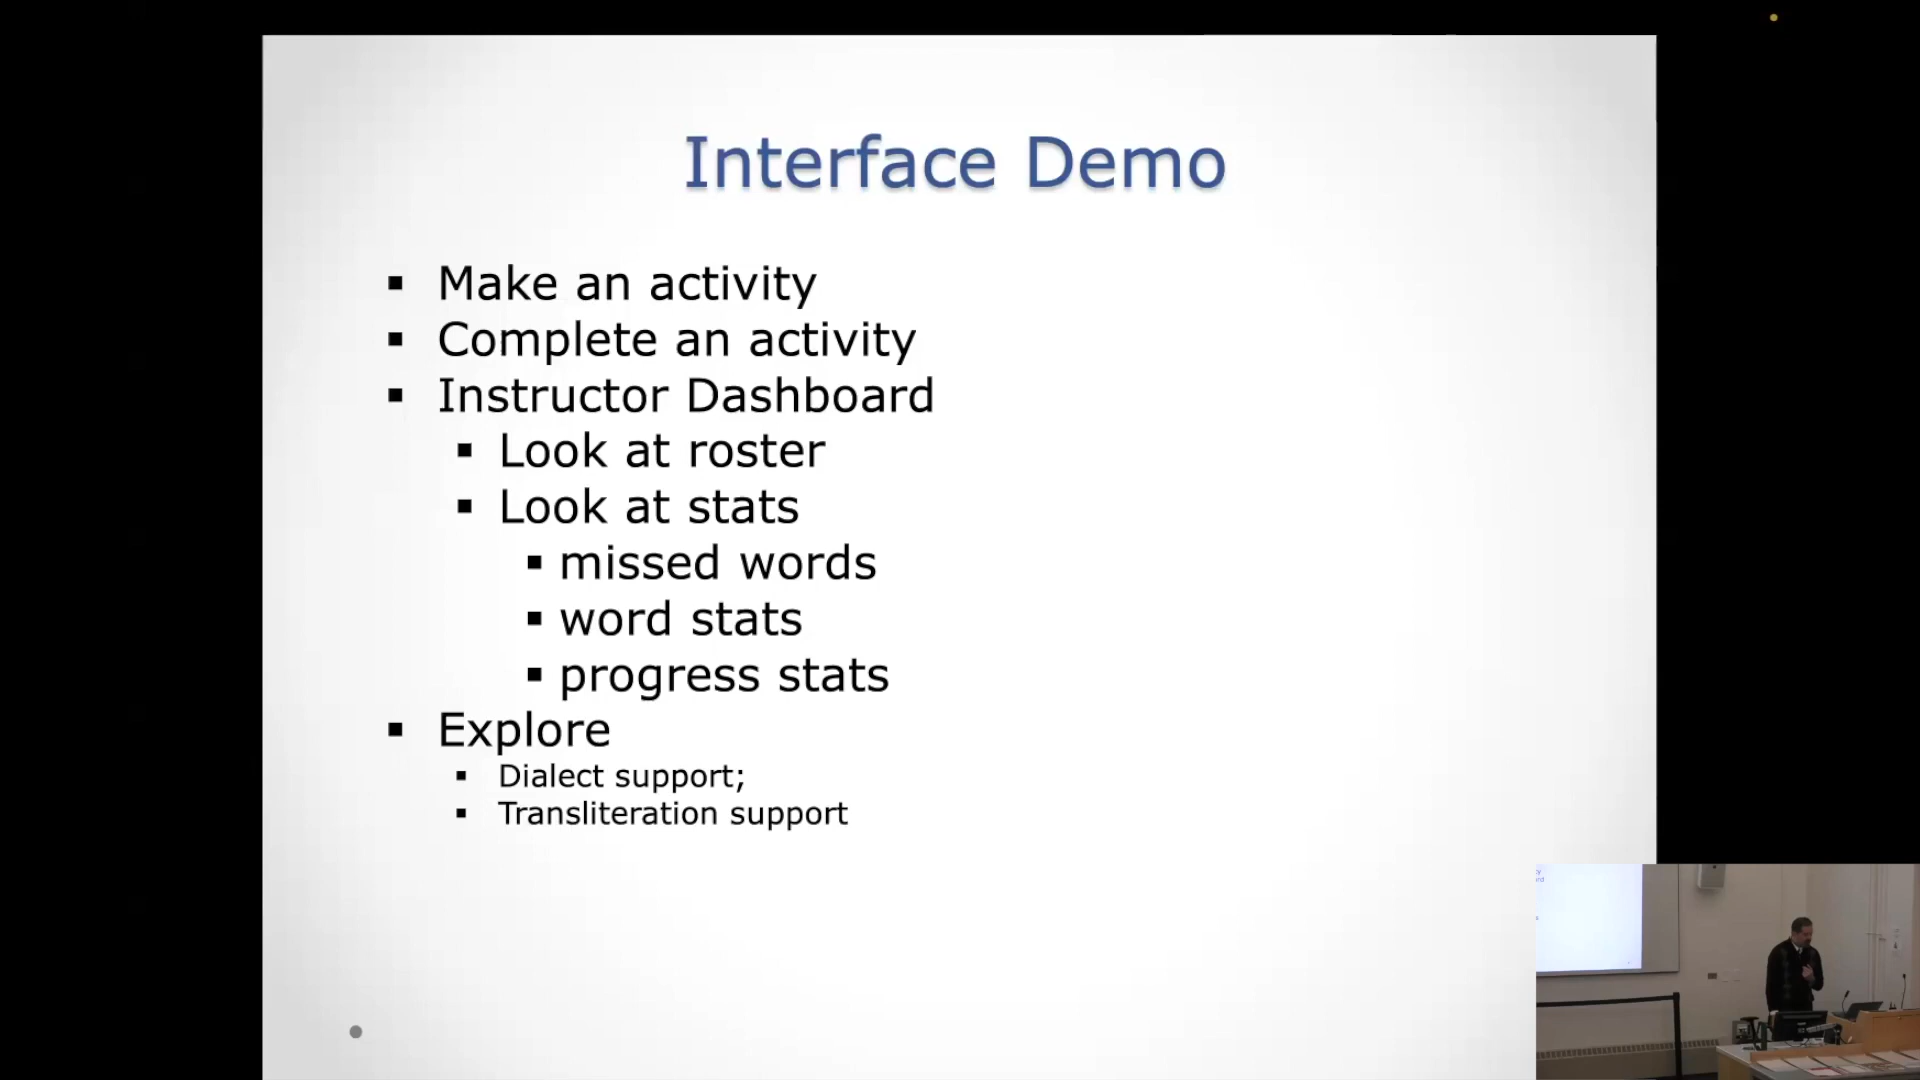 Interface Demo
Make an activity
Complete an activity
Instructor Dashboard
Look at roster
Look at stats
missed words
word stats
progress stats
Explore
Dialect support;
Transliteration support